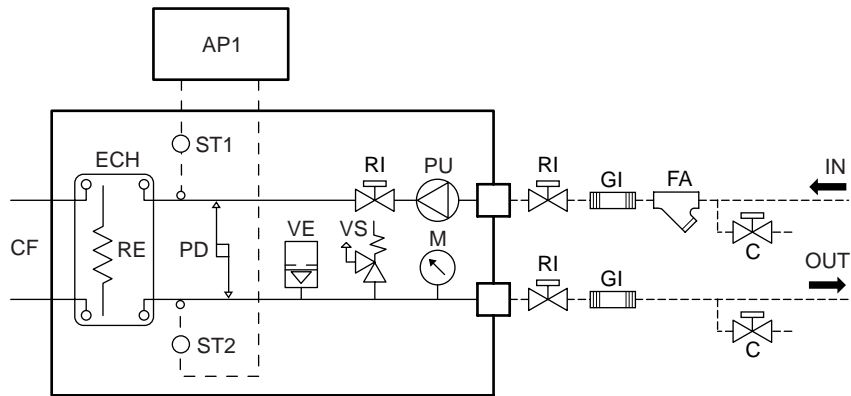 AP1
ST1
ECH
RI
PU
RI
GI
FA
IN
CF
RE
PD
VE
VS
M
C
OUT
RI
GI
ST2
C